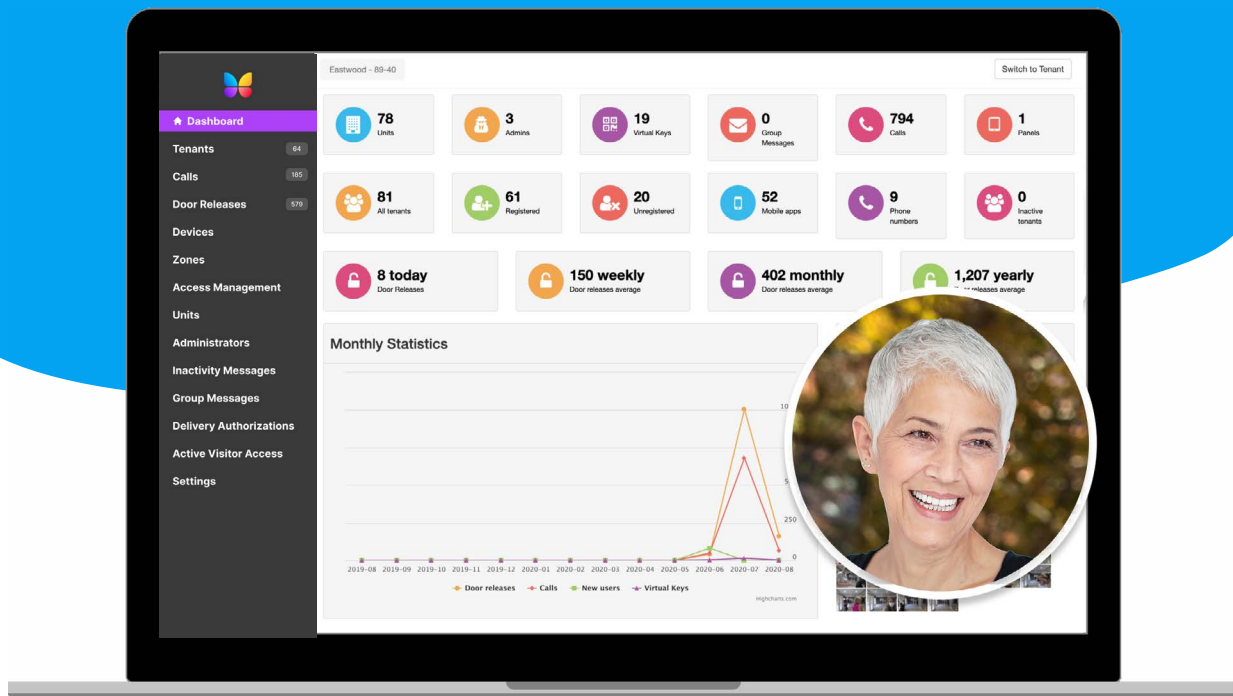 Eastwood - 89-40
Switch to Tenant
Dashboard
Tenants 64
Calls 185
Door Releases 579
Devices
Zones
Access Management
Units
Administrators
Inactivity Messages
Group Messages
Delivery Authorizations
Active Visitor Access
Settings
78
Units
3
Admins
19
Virtual Keys
0
Group
Messages
794
Calls
1
Panels
81
All tenants
61
Registered
20
Unregistered
52
Mobile apps
9
Phone
numbers
0
Inactive
tenants
8 today
Door Releases
150 weekly
Door releases average
402 monthly
Door releases average
1,207 yearly
releases average
Monthly Statistics
10
5
250
0
2019-08 2019-09 2019-10 2019-11 2019-12 2020-01 2020-02 2020-03 2020-04 2020-05 2020-06 2020-07 2020-08
Door releases Calls New users Virtual Keys
Highcharts.com